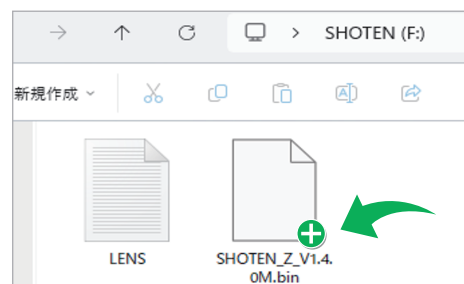 SHOTEN (F:)
新規作成
LENS
SHOTEN_Z_V1.4.
0M.bin